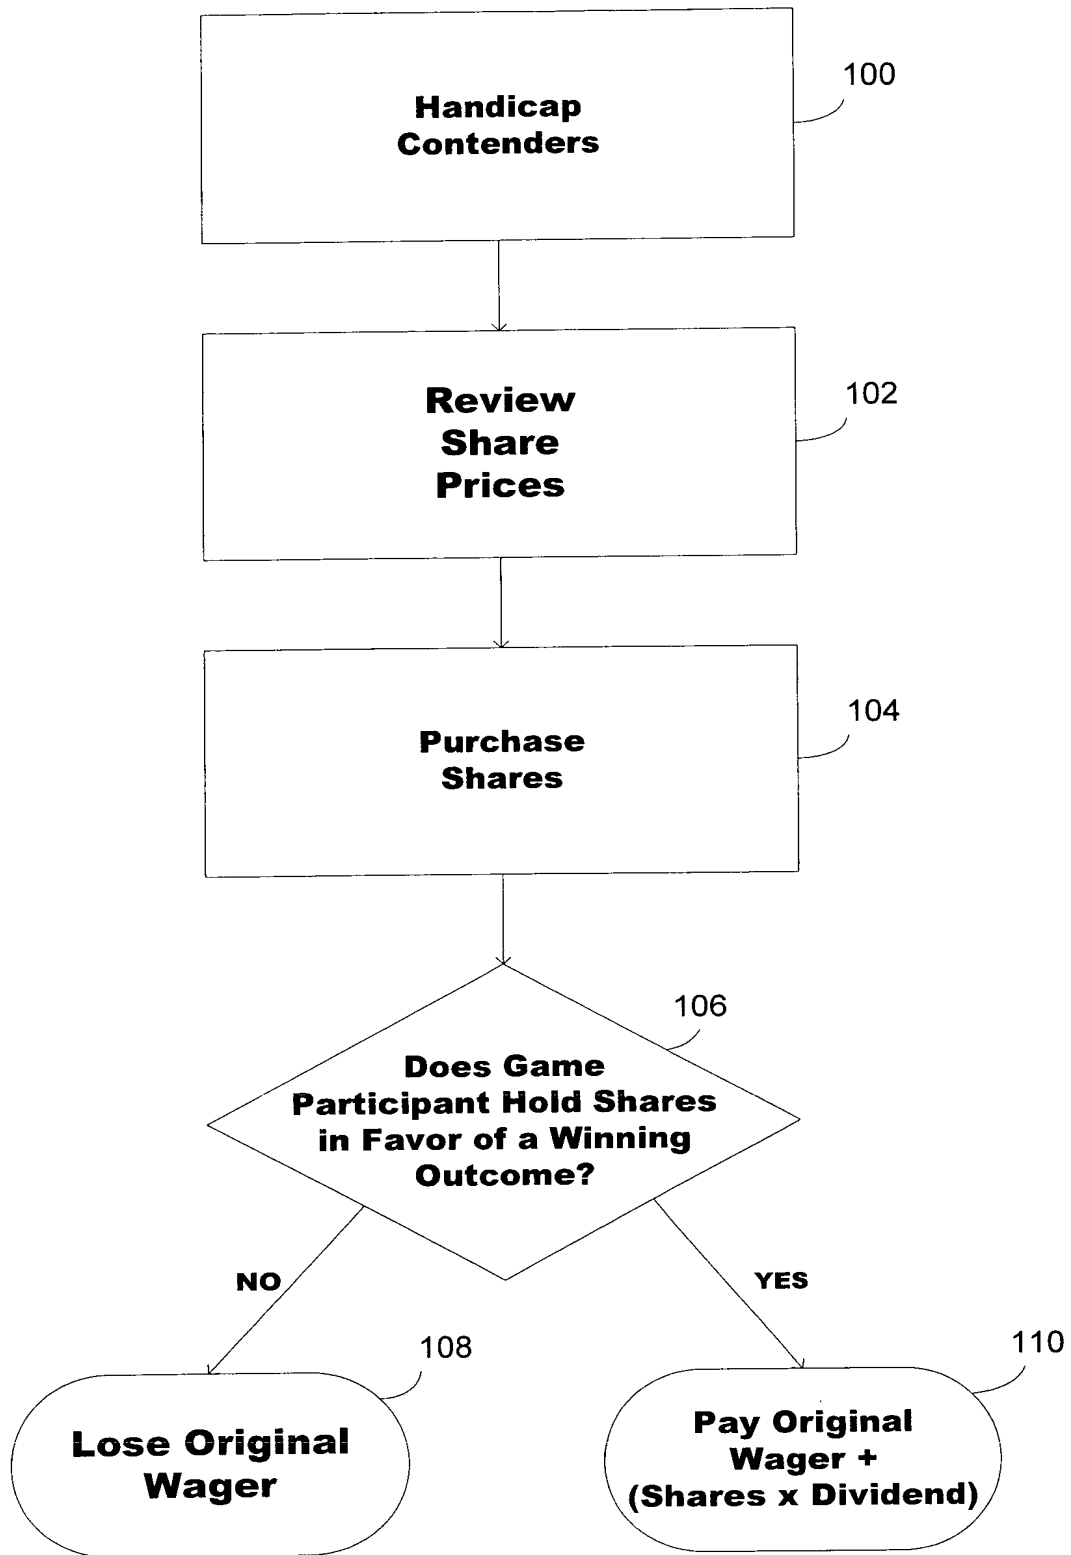 Handicap
Contenders
100
Review
Share
Prices
102
Purchase
Shares
104
Does Game
Participant Hold Shares
in Favor of a Winning
Outcome?
106
NO
YES
Lose Original
Wager
108
Pay Original
Wager +
(Shares x Dividend)
110